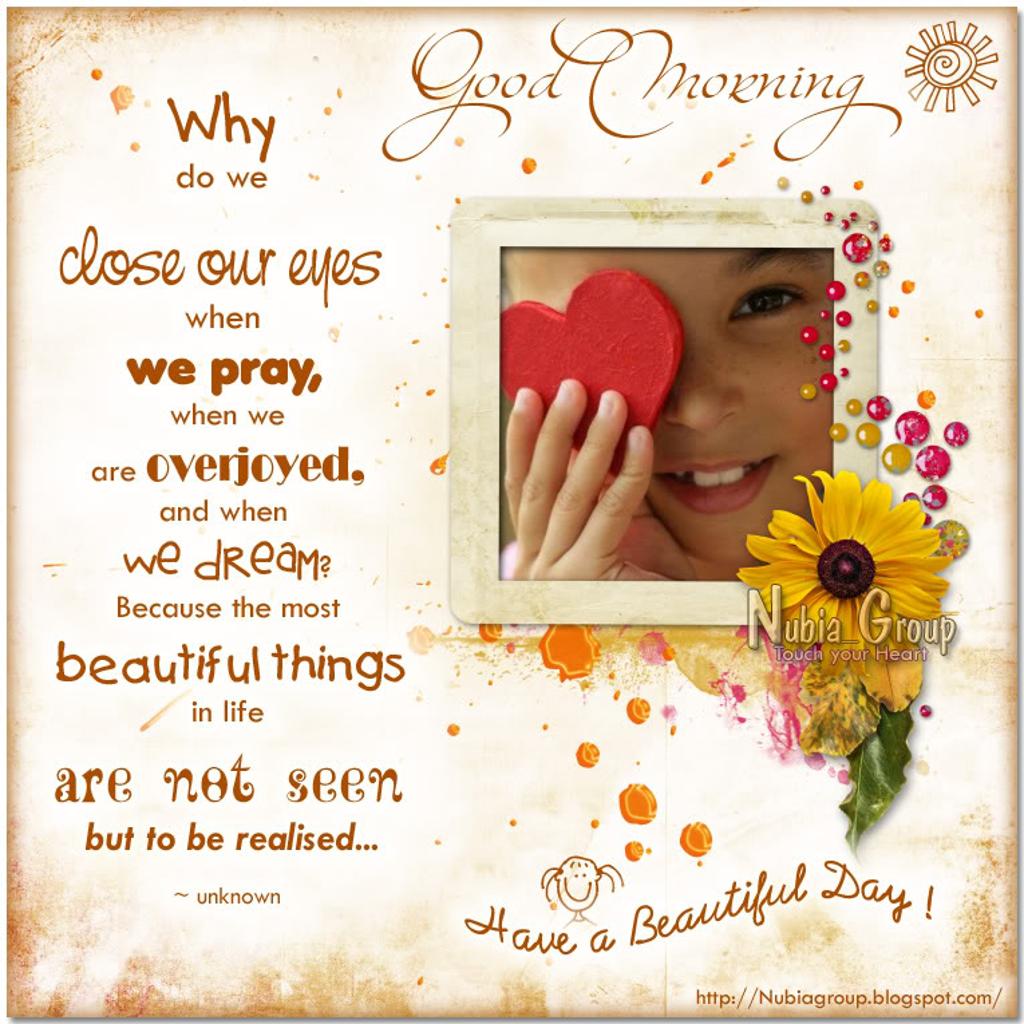 Good Morning
Why
do we
close our eyes
when
we pray,
when we
are overjoyed,
and when
we dream?
Because the most
beautiful things
in life
are not seen
but to be realised...
~ unknown
Nubia_Group
Touch your Heart
Have a Beautiful Day !
http://Nubiagroup.blogspot.com/